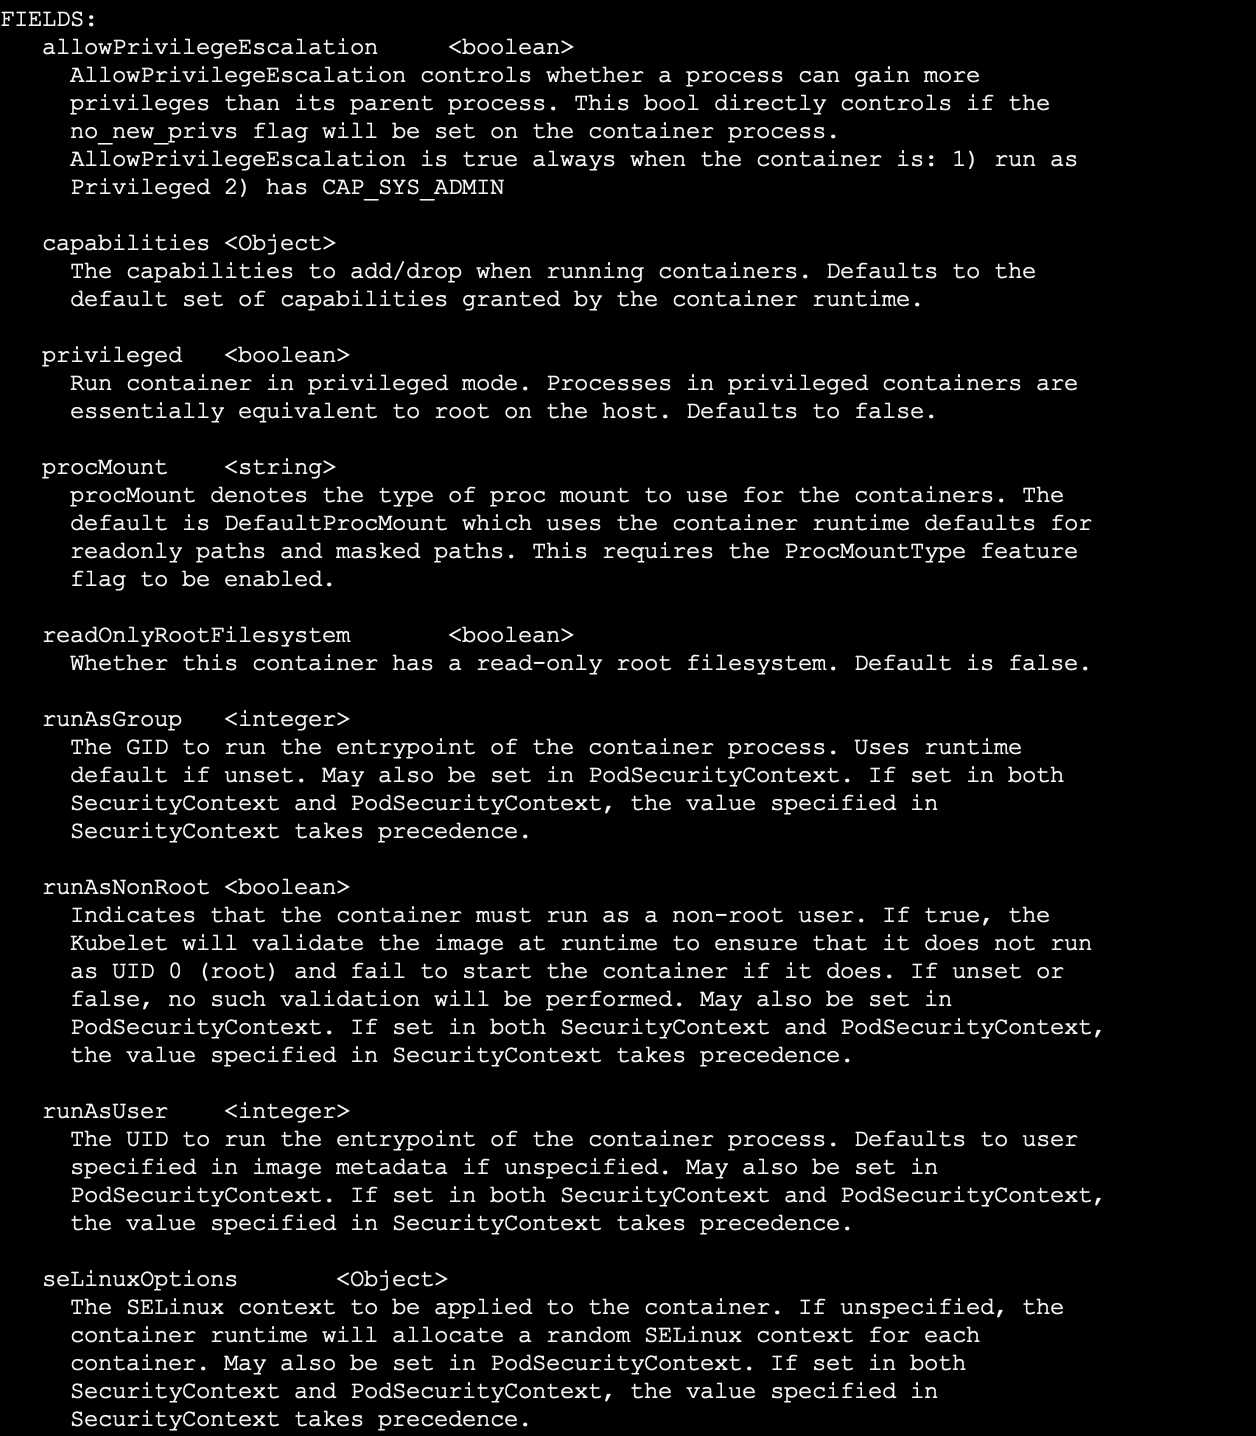 FIELDS:
allowPrivilegeEscalation <boolean>
AllowPrivilegeEscalation controls whether a process can gain more
privileges than its parent process. This bool directly controls if the
no_new_privs flag will be set on the container process.
AllowPrivilegeEscalation is true always when the container is: 1) run as
Privileged 2) has CAP_SYS_ADMIN
capabilities <Object>
The capabilities to add/drop when running containers. Defaults to the
default set of capabilities granted by the container runtime.
privileged <boolean>
Run container in privileged mode. Processes in privileged containers are
essentially equivalent to root on the host. Defaults to false.
procMount <string>
procMount denotes the type of proc mount to use for the containers. The
default is DefaultProcMount which uses the container runtime defaults for
readonly paths and masked paths. This requires the ProcMountType feature
flag to be enabled.
readOnlyRootFilesystem <boolean>
Whether this container has a read-only root filesystem. Default is false.
runAsGroup <integer>
The GID to run the entrypoint of the container process. Uses runtime
default if unset. May also be set in PodSecurityContext. If set in both
SecurityContext and PodSecurityContext, the value specified in
SecurityContext takes precedence.
runAsNonRoot <boolean>
Indicates that the container must run as a non-root user. If true, the
Kubelet will validate the image at runtime to ensure that it does not run
as UID 0 (root) and fail to start the container if it does. If unset or
false, no such validation will be performed. May also be set in
PodSecurityContext. If set in both SecurityContext and PodSecurityContext,
the value specified in SecurityContext takes precedence.
runAsUser <integer>
The UID to run the entrypoint of the container process. Defaults to user
specified in image metadata if unspecified. May also be set in
PodSecurityContext. If set in both SecurityContext and PodSecurityContext,
the value specified in SecurityContext takes precedence.
seLinuxOptions <Object>
The SELinux context to be applied to the container. If unspecified, the
container runtime will allocate a random SELinux context for each
container. May also be set in PodSecurityContext. If set in both
SecurityContext and PodSecurityContext, the value specified in
SecurityContext takes precedence.